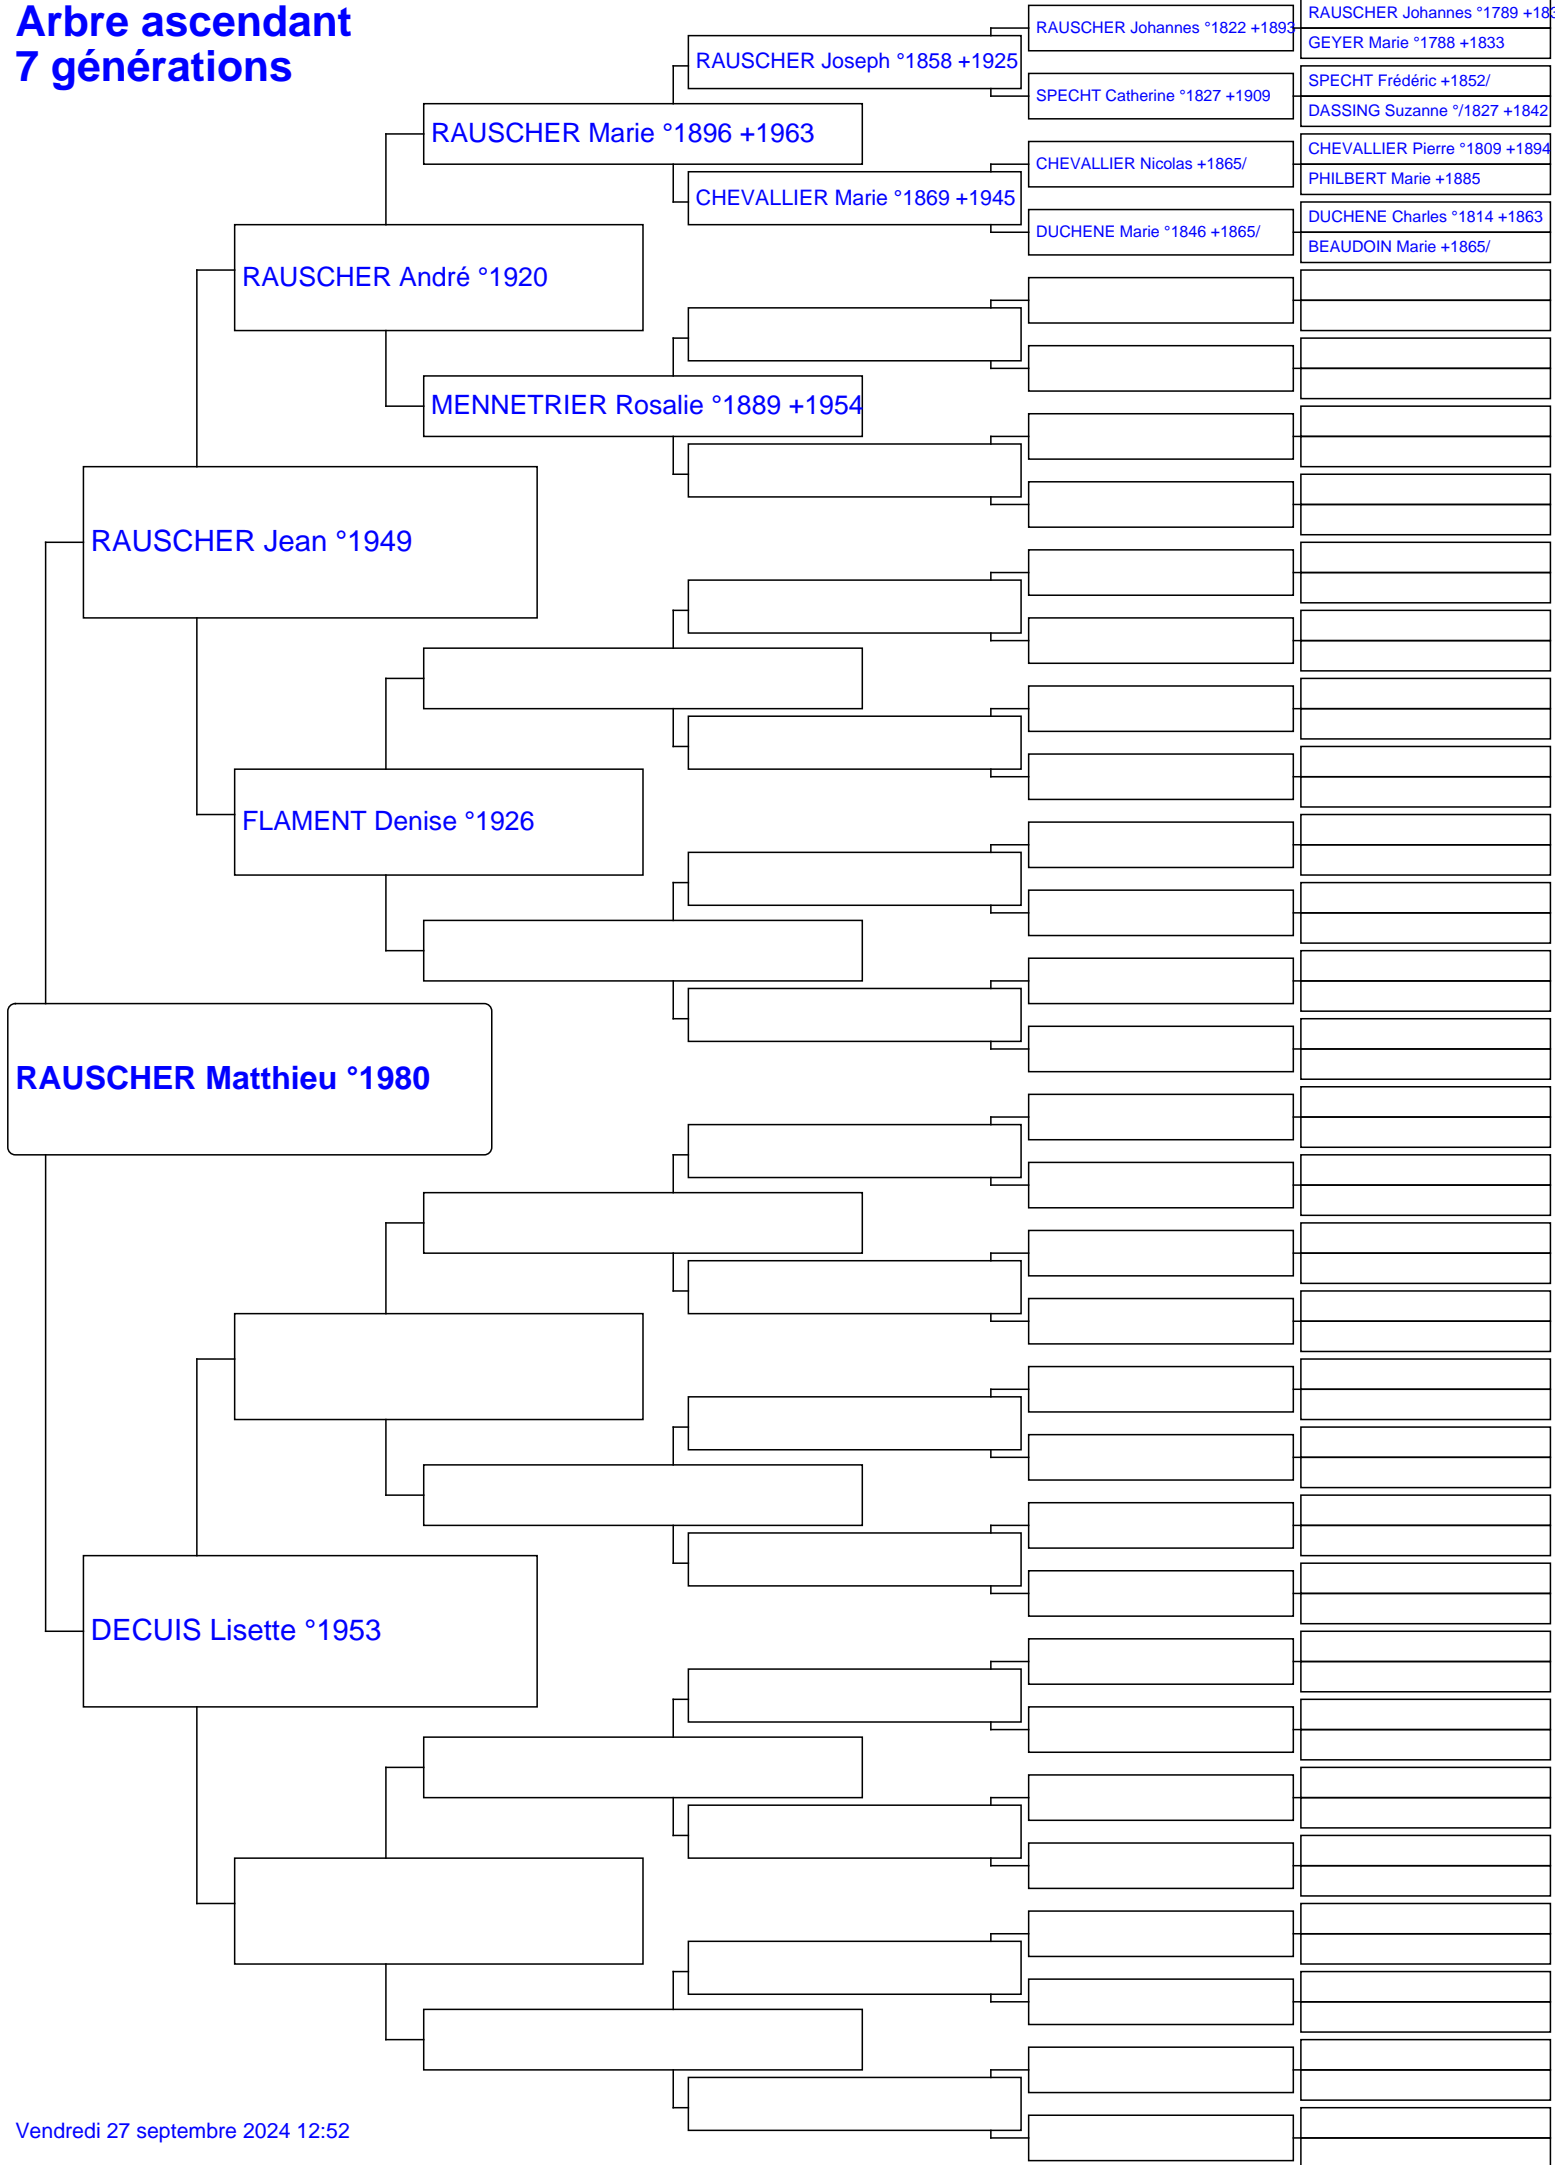 Arbre ascendant
7 générations
RAUSCHER Matthieu °1980
RAUSCHER Jean °1949
DECUIS Lisette °1953
RAUSCHER André °1920
FLAMENT Denise °1926
RAUSCHER Marie °1896 +1963
MENNETRIER Rosalie °1889 +1954
RAUSCHER Joseph °1858 +1925
CHEVALLIER Marie °1869 +1945
RAUSCHER Johannes °1822 +1893
SPECHT Catherine °1827 +1909
CHEVALLIER Nicolas +1865/
DUCHENE Marie °1846 +1865/
RAUSCHER Johannes °1789
GEYER Marie °1788 +1833
SPECHT Frédéric +1852/
DASSING Suzanne °/1827 +1842
CHEVALLIER Pierre °1809 +1894
PHILBERT Marie +1885
DUCHENE Charles °1814 +1863
BEAUDOIN Marie +1865/
Vendredi 27 septembre 2024 12:52